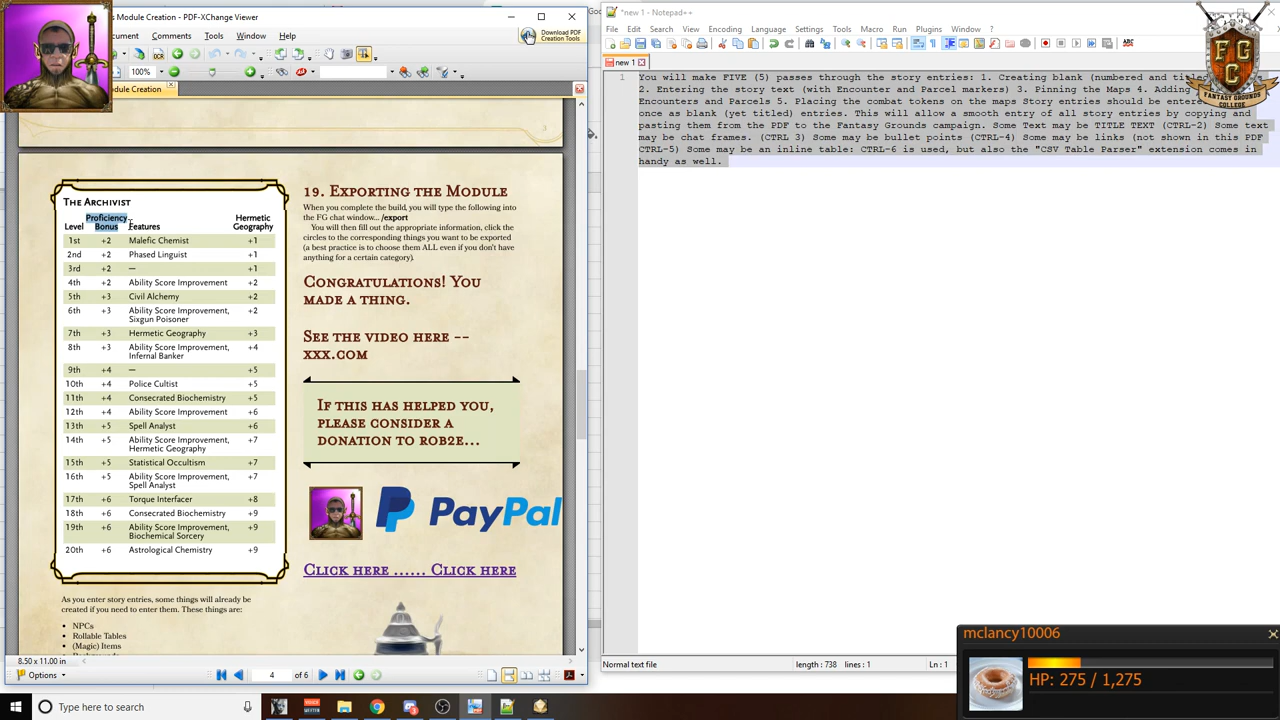 s Module Creation - PDF-XChange Viewer
ocument
Comments
Tools
Window
Help
Download PDF
Creation Tools
OCR
100%
odule Creation
3
The Archivist
Level Proficiency Bonus Features Hermetic Geography
1st +2 Malefic Chemist +1
2nd +2 Phased Linguist +1
3rd +2 — +1
4th +2 Ability Score Improvement +2
5th +3 Civil Alchemy +2
6th +3 Ability Score Improvement, +2
Sixgun Poisoner
7th +3 Hermetic Geography +3
8th +3 Ability Score Improvement, +4
Infernal Banker
9th +4 — +5
10th +4 Police Cultist +5
11th +4 Consecrated Biochemistry +5
12th +4 Ability Score Improvement +6
13th +5 Spell Analyst +6
14th +5 Ability Score Improvement, +7
Hermetic Geography
15th +5 Statistical Occultism +7
16th +5 Ability Score Improvement, +7
Spell Analyst
17th +6 Torque Interfacer +8
18th +6 Consecrated Biochemistry +9
19th +6 Ability Score Improvement, +9
Biochemical Sorcery
20th +6 Astrological Chemistry +9
As you enter story entries, some things will already be
created if you need to enter them. These things are:
• NPCs
• Rollable Tables
• (Magic) Items
19. Exporting the Module
When you complete the build, you will type the following into
the FG chat window... /export
You will then fill out the appropriate information, click the
circles to the corresponding things you want to be exported
(a best practice is to choose them ALL even if you don't have
anything for a certain category).
Congratulations! You
made a thing.
See the video here --
xxx.com
If this has helped you,
please consider a
donation to rob2e...
PayPal
Click here ...... Click here
8.50 x 11.00 in
Options
4
of 6
*new 1 - Notepad++
File Edit Search View Encoding Language Settings Tools Macro Run Plugins Window ?
new 1
1
You will make FIVE (5) passes through the story entries: 1. Creating blank (numbered and title
2. Entering the story text (with Encounter and Parcel markers) 3. Pinning the Maps 4. Adding
Encounters and Parcels 5. Placing the combat tokens on the maps Story entries should be entere
once as blank (yet titled) entries. This will allow a smooth entry of all story entries by copying and
pasting them from the PDF to the Fantasy Grounds campaign. Some Text may be TITLE TEXT (CTRL-2) Some text
may be chat frames. (CTRL 3) Some may be bullet points (CTRL-4) Some may be links (not shown in this PDF
(CTRL-5) Some may be an inline table: CTRL-6 is used, but also the "CSV Table Parser" extension comes in
handy as well.
FGC
Fantasy Grounds
College
Normal text file
length : 738 lines : 1
Ln : 1
mclancy10006
HP: 275 / 1,275
Type here to search